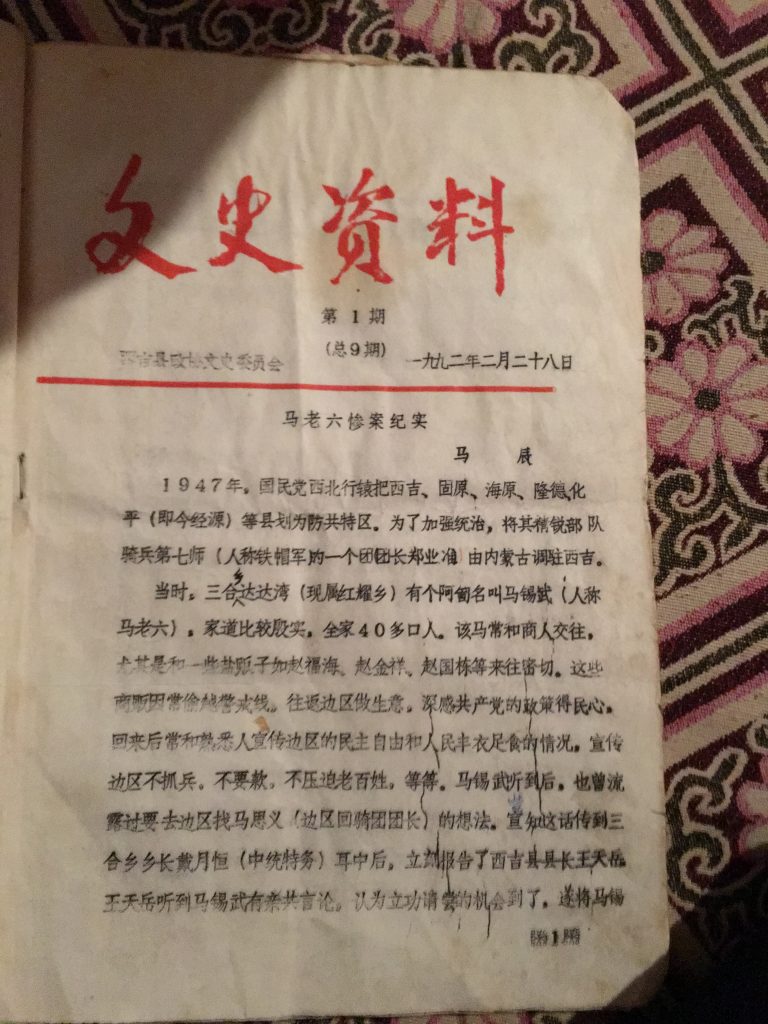 文史资料
第1期
(总9期)
西吉县政协文史委员会 一九九二年二月二十八日
马老六惨案纪实
马 辰
1947年。国民党西北行辕把西吉、固原、海原、隆德、化
平（即今经源）等县划为防共特区。为了加强统治，将其精锐部队
骑兵第七师（人称铁帽军）的一个团（团长郑业准）由内蒙古调驻西吉。
当时。三合乡达达湾（现属红耀乡）有个阿訇名叫马锡武（人称
马老六）。家道比较殷实。全家40多口人。该马常和商人交往。
尤其是和一些盐贩子如赵福海、赵金祥、赵国栋等来往密切。这些
商贩因常偷越警戒线。往返边区做生意。深感共产党的政策得民心。
回来后常和熟悉人宣传边区的民主自由和人民丰衣足食的情况。宣传
边区不抓兵。不要款。不压迫老百姓。等等。马锡武听到后。也曾流
露过要去边区找马思义（边区回骑团团长）的想法。岂知这话传到三
合乡乡长戴月恒（中统特务）耳中后。立刻报告了西吉县县长王天岳
王天岳听到马锡武有亲共言论。认为立功请赏的机会到了。遂将马锡
第1页